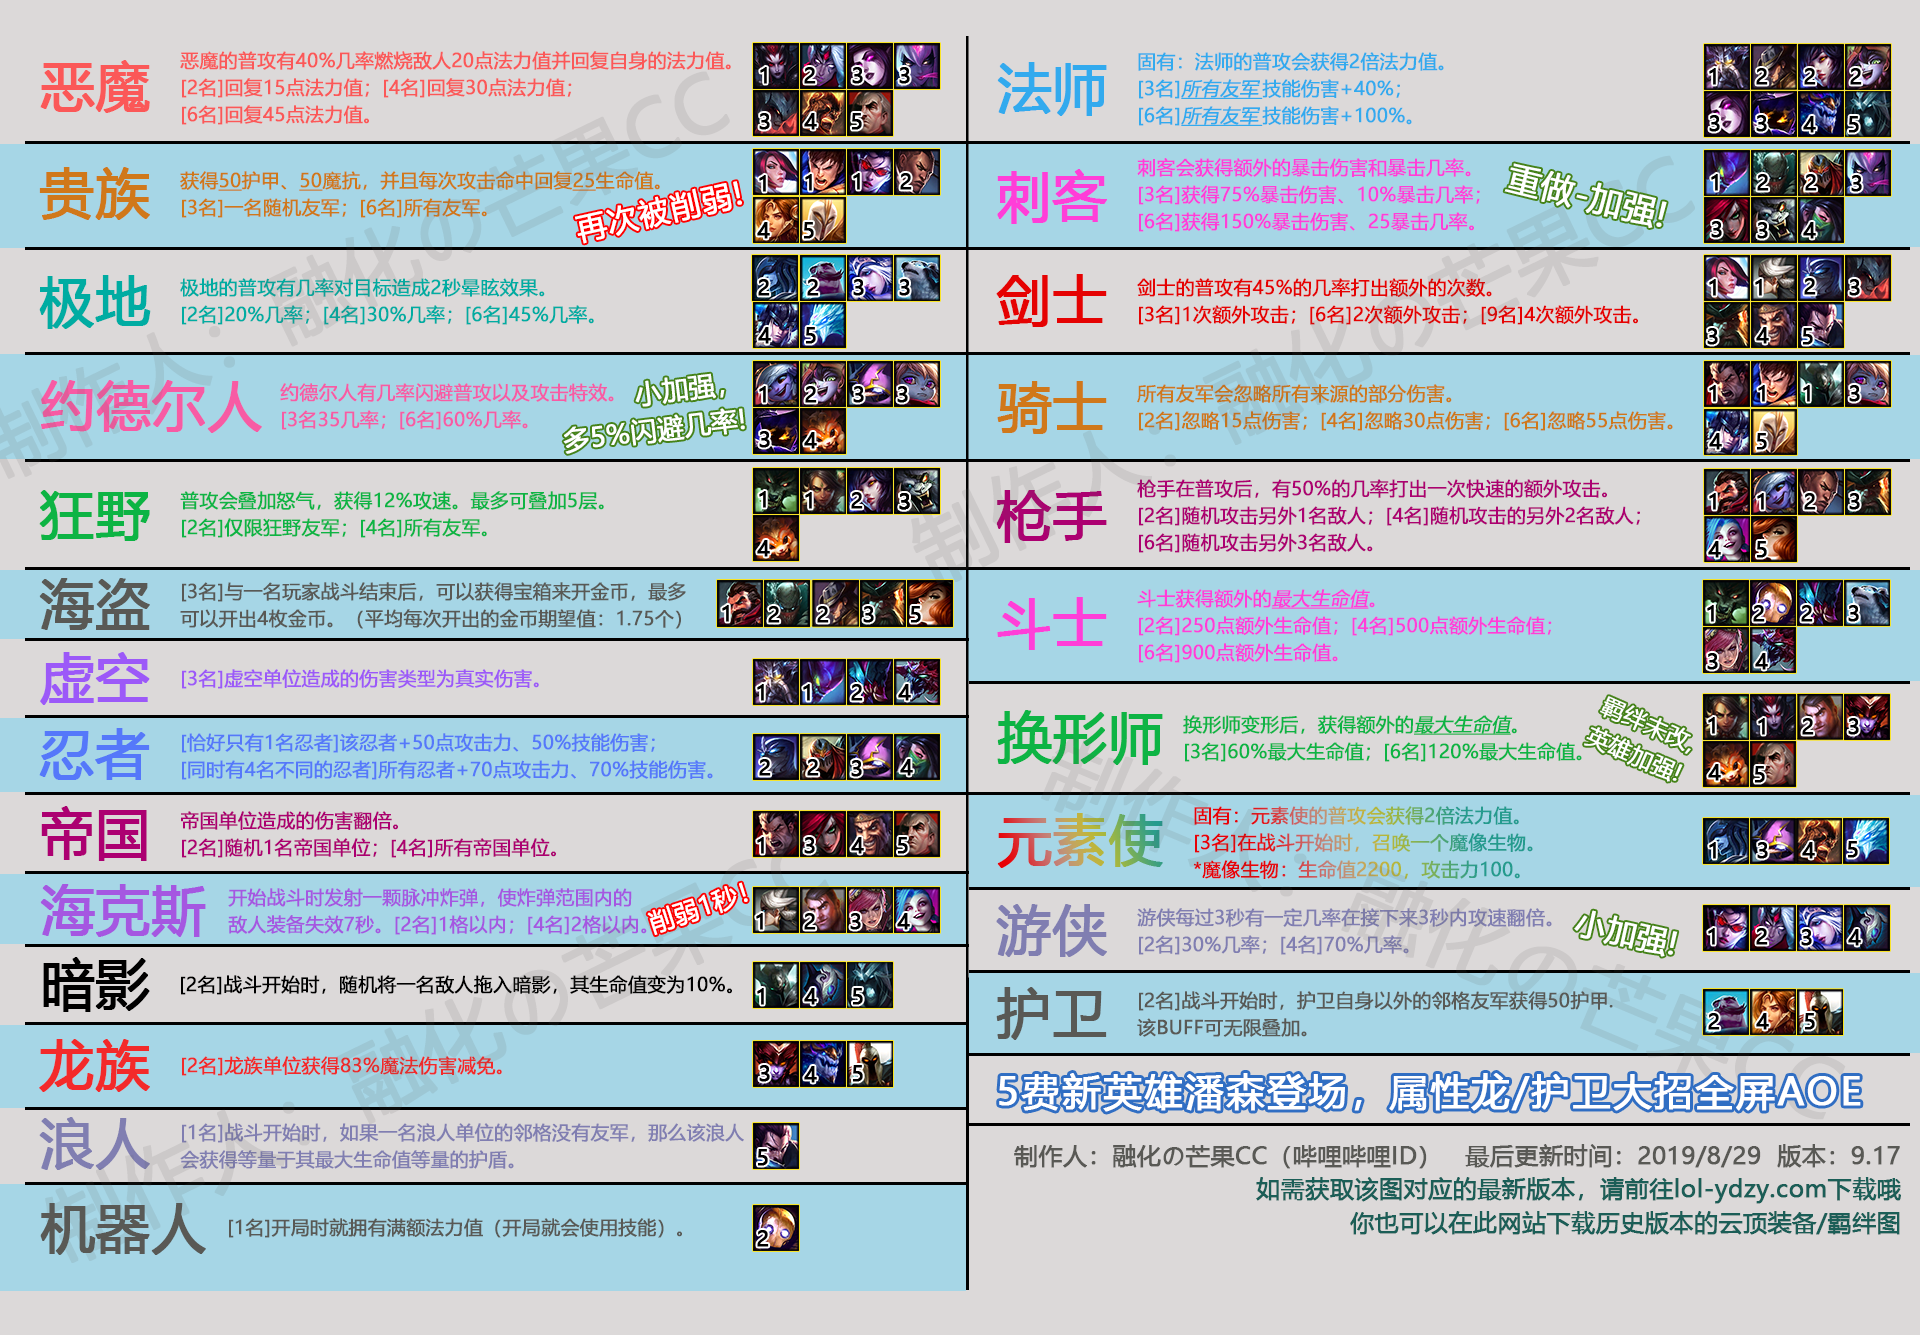 恶魔
恶魔的普攻有40%几率燃烧敌人20点法力值并回复自身的法力值。
[2名]回复15点法力值；[4名]回复30点法力值；
[6名]回复45点法力值。
1 2 3 3
3 4 5
贵族
获得50护甲、50魔抗，并且每次攻击命中回复25生命值。
[3名]一名随机友军；[6名]所有友军。
再次被削弱!
1 1 1 2
4 5
极地
极地的普攻有几率对目标造成2秒晕眩效果。
[2名]20%几率；[4名]30%几率；[6名]45%几率。
2 2 3 3
4 5
约德尔人
约德尔人有几率闪避普攻以及攻击特效。
[3名35几率；[6名]60%几率。
小加强，
多5%闪避几率!
1 2 3 3
3 4
狂野
普攻会叠加怒气，获得12%攻速。最多可叠加5层。
[2名]仅限狂野友军；[4名]所有友军。
1 1 2 3
4
海盗
[3名]与一名玩家战斗结束后，可以获得宝箱来开金币，最多
可以开出4枚金币。（平均每次开出的金币期望值：1.75个）
1 2 2 3 5
虚空
[3名]虚空单位造成的伤害类型为真实伤害。
1 1 2 4
忍者
[恰好只有1名忍者]该忍者+50点攻击力、50%技能伤害；
[同时有4名不同的忍者]所有忍者+70点攻击力、70%技能伤害。
2 2 3 4
帝国
帝国单位造成的伤害翻倍。
[2名]随机1名帝国单位；[4名]所有帝国单位。
1 3 4 5
海克斯
开始战斗时发射一颗脉冲炸弹，使炸弹范围内的
敌人装备失效7秒。[2名]1格以内；[4名]2格以内。
削弱1秒!
1 2 3 4
暗影
[2名]战斗开始时，随机将一名敌人拖入暗影，其生命值变为10%。
1 4 5
龙族
[2名]龙族单位获得83%魔法伤害减免。
3 4 5
浪人
[1名]战斗开始时，如果一名浪人单位的邻格没有友军，那么该浪人
会获得等量于其最大生命值等量的护盾。
5
机器人
[1名]开局时就拥有满额法力值（开局就会使用技能）。
2
法师
固有：法师的普攻会获得2倍法力值。
[3名]所有友军技能伤害+40%；
[6名]所有友军技能伤害+100%。
1 2 2 2
3 3 4 5
刺客
刺客会获得额外的暴击伤害和暴击几率。
[3名]获得75%暴击伤害、10%暴击几率；
[6名]获得150%暴击伤害、25暴击几率。
重做-加强!
1 2 2 3
3 3 4
剑士
剑士的普攻有45%的几率打出额外的次数。
[3名]1次额外攻击；[6名]2次额外攻击；[9名]4次额外攻击。
1 1 2 3
3 4 5
骑士
所有友军会忽略所有来源的部分伤害。
[2名]忽略15点伤害；[4名]忽略30点伤害；[6名]忽略55点伤害。
1 1 1 3
4 5
枪手
枪手在普攻后，有50%的几率打出一次快速的额外攻击。
[2名]随机攻击另外1名敌人；[4名]随机攻击的另外2名敌人；
[6名]随机攻击另外3名敌人。
1 1 2 3
4 5
斗士
斗士获得额外的最大生命值。
[2名]250点额外生命值；[4名]500点额外生命值；
[6名]900点额外生命值。
1 2 2 3
3 4
换形师
换形师变形后，获得额外的最大生命值。
[3名]60%最大生命值；[6名]120%最大生命值。
羁绊未改，
英雄加强!
1 1 2 3
4 5
元素使
固有：元素使的普攻会获得2倍法力值。
[3名]在战斗开始时，召唤一个魔像生物。
*魔像生物：生命值2200，攻击力100。
1 3 4 5
游侠
游侠每过3秒有一定几率在接下来3秒内攻速翻倍。
[2名]30%几率；[4名]70%几率。
小加强!
1 2 3 4
护卫
[2名]战斗开始时，护卫自身以外的邻格友军获得50护甲.
该BUFF可无限叠加。
2 4 5
5费新英雄潘森登场，属性龙/护卫大招全屏AOE
制作人：融化の芒果CC（哔哩哔哩ID） 最后更新时间：2019/8/29 版本：9.17
如需获取该图对应的最新版本，请前往lol-ydzy.com下载哦
你也可以在此网站下载历史版本的云顶装备/羁绊图
制作人：融化の芒果CC
制作人：融化の芒果CC
制作人：融化の芒果CC
制作人：融化の芒果CC